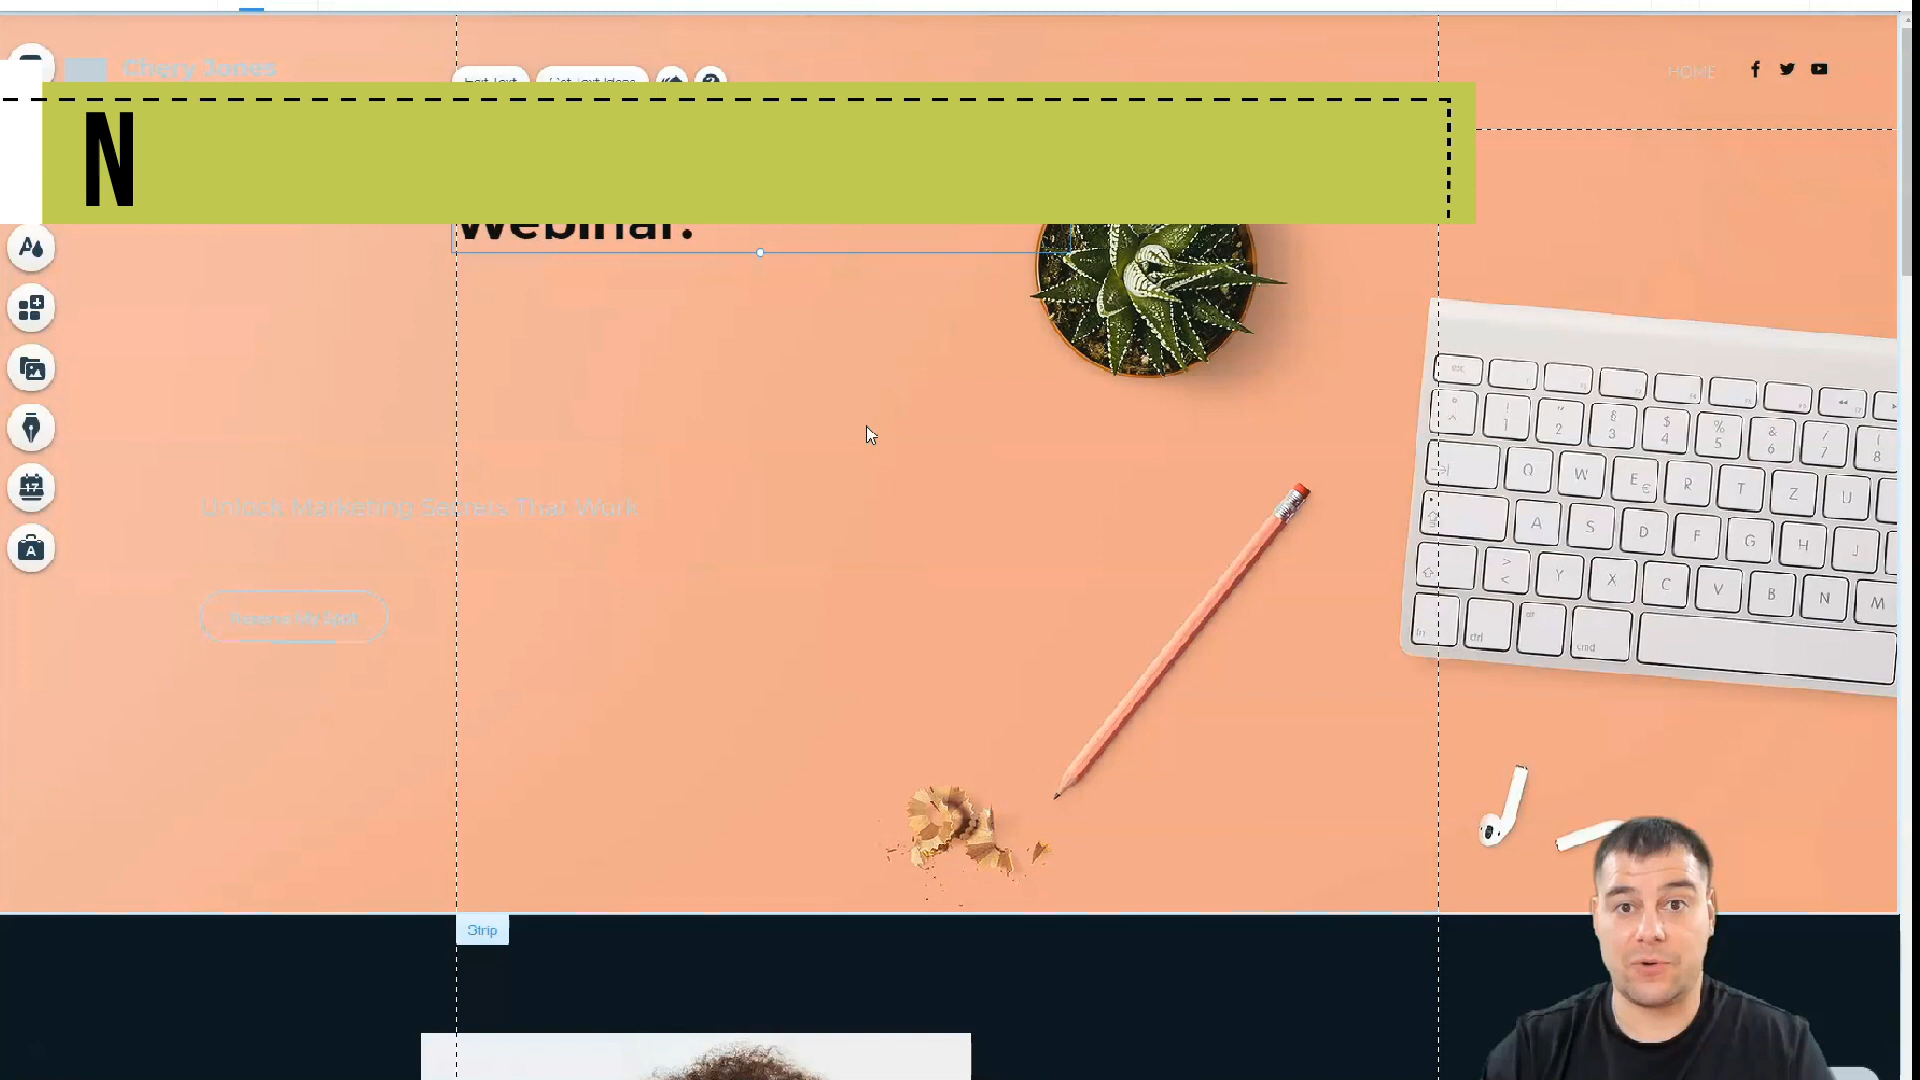 Chery Jones
HOME
N
Webinar.
Unlock Marketing Secrets That Work
Reserve My Spot
Strip